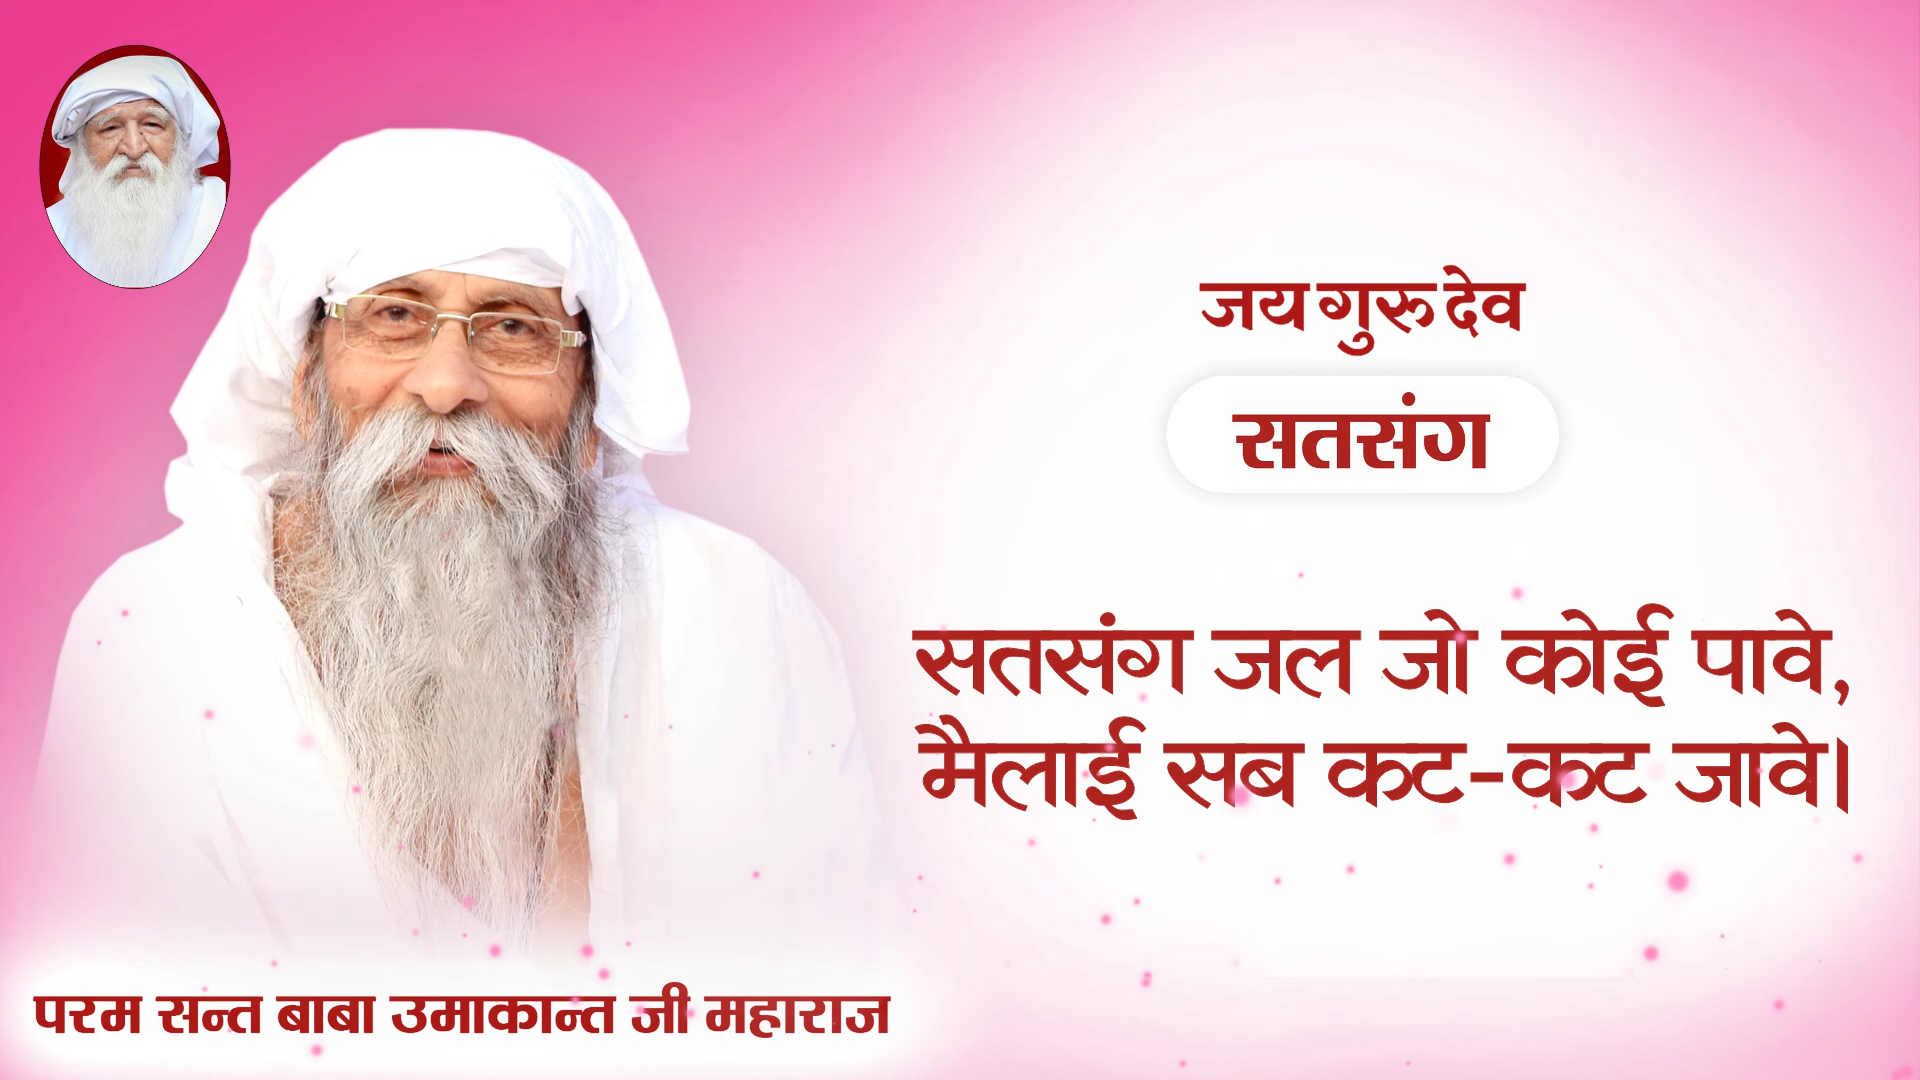 जय गुरु देव
सतसंग
सतसंग जल जो कोई पावे,
मैलाई सब कट-कट जावे।
परम सन्त बाबा उमाकान्त जी महाराज